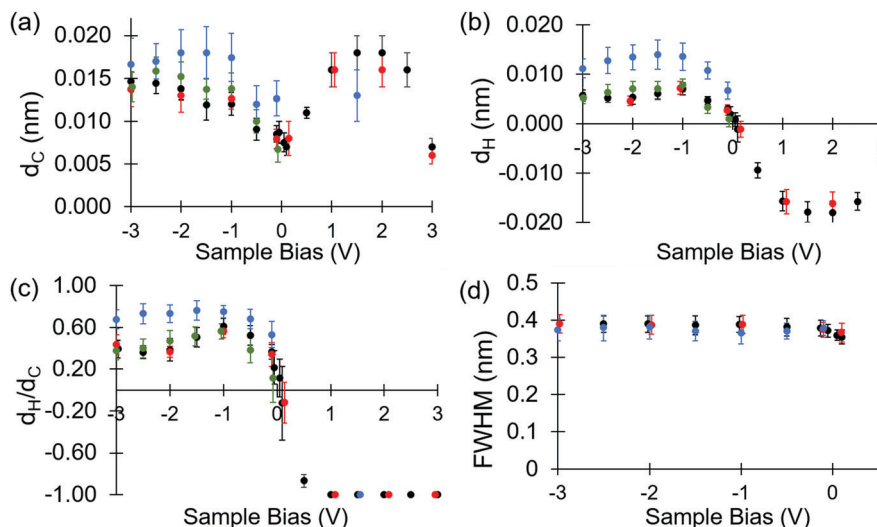 (a)
0.020
0.015
0.010
0.005
0.000
d_C (nm)
-3 -2 -1 0 1 2 3
Sample Bias (V)
(b)
0.020
0.010
0.000
-0.010
-0.020
d_H (nm)
-3 -2 -1 0 1 2
Sample Bias (V)
(c)
1.00
0.60
0.20
-0.20
-0.60
-1.00
d_H/d_C
-3 -2 -1 0 1 2 3
Sample Bias (V)
(d)
0.5
0.4
0.3
0.2
0.1
0
FWHM (nm)
-3 -2 -1 0
Sample Bias (V)